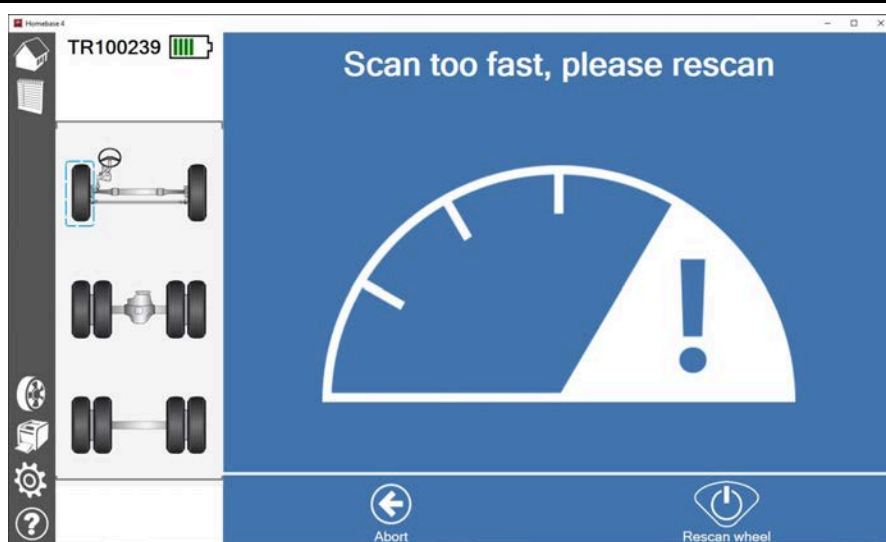 Homebase 4
TR100239
Scan too fast, please rescan
!
?
Abort
Rescan wheel